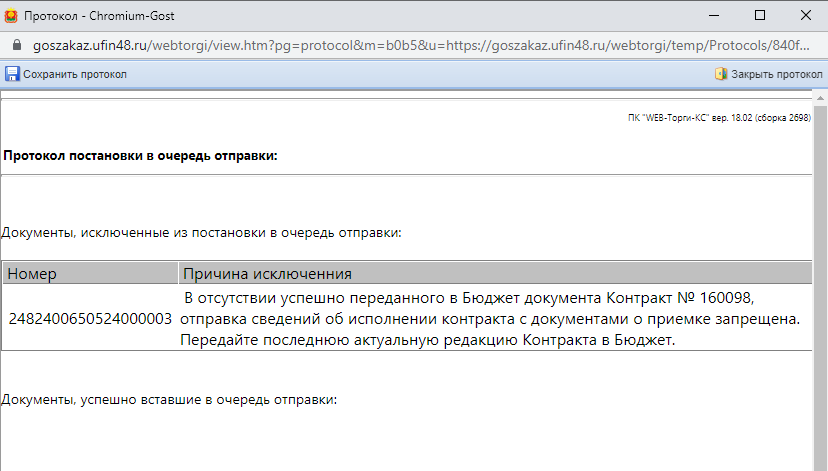 Протокол - Chromium-Gost
goszakaz.ufin48.ru/webtorgi/view.htm?pg=protocol&m=b0b5&u=https://goszakaz.ufin48.ru/webtorgi/temp/Protocols/840f...
Сохранить протокол
Закрыть протокол
ПК "WEB-Торги-КС" вер. 18.02 (сборка 2698)
Протокол постановки в очередь отправки:
Документы, исключенные из постановки в очередь отправки:
Номер Причина исключенния
2482400650524000003 В отсутствии успешно переданного в Бюджет документа Контракт № 160098,
отправка сведений об исполнении контракта с документами о приемке запрещена.
Передайте последнюю актуальную редакцию Контракта в Бюджет.
Документы, успешно вставшие в очередь отправки: